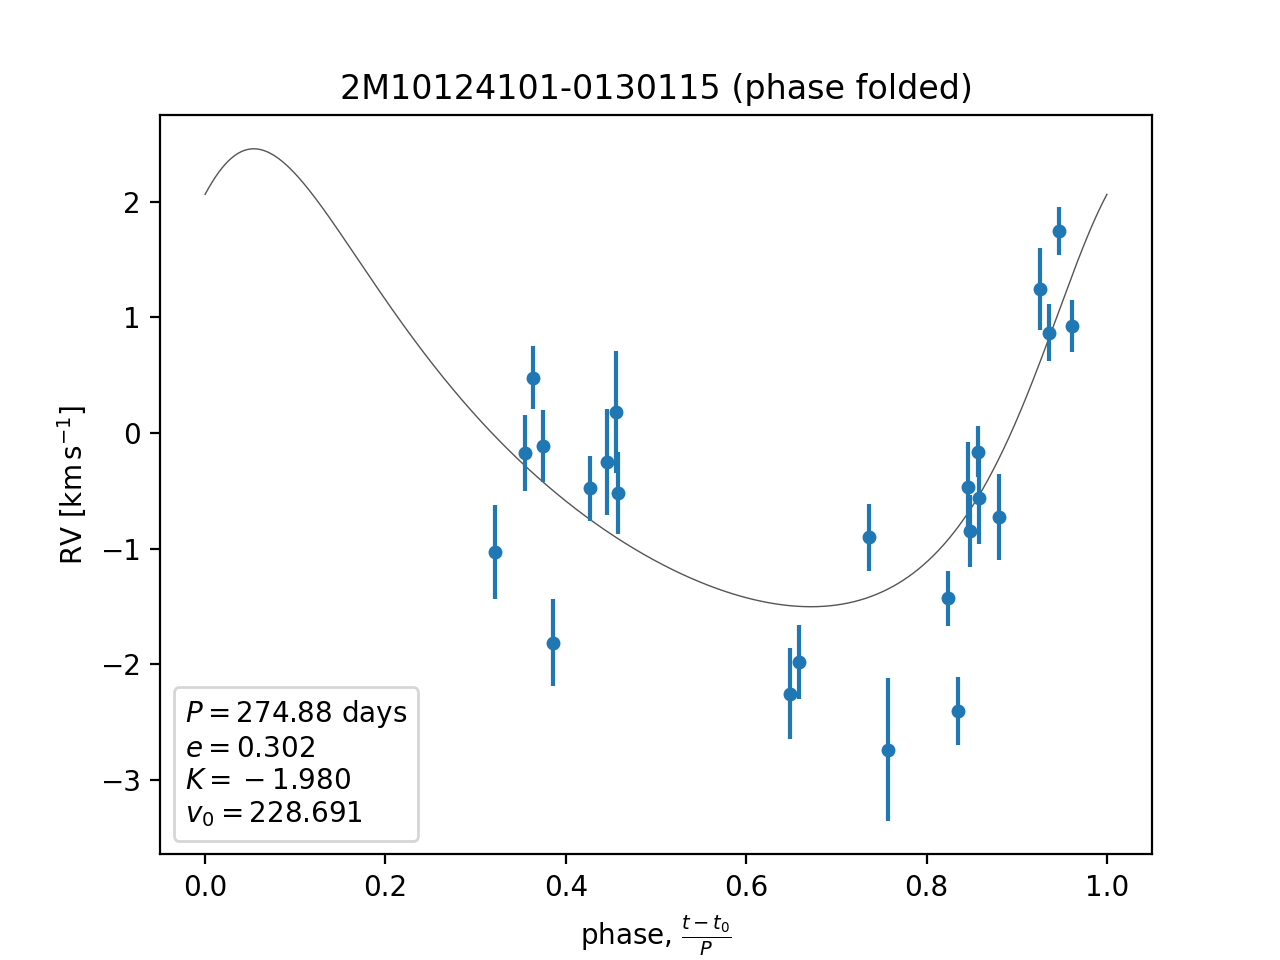 2M10124101-0130115 (phase folded)
2
1
0
−1
−2
−3
RV [km s⁻¹]
P = 274.88 days
e = 0.302
K = −1.980
v₀ = 228.691
0.0 0.2 0.4 0.6 0.8 1.0
phase, (t − t₀)/P